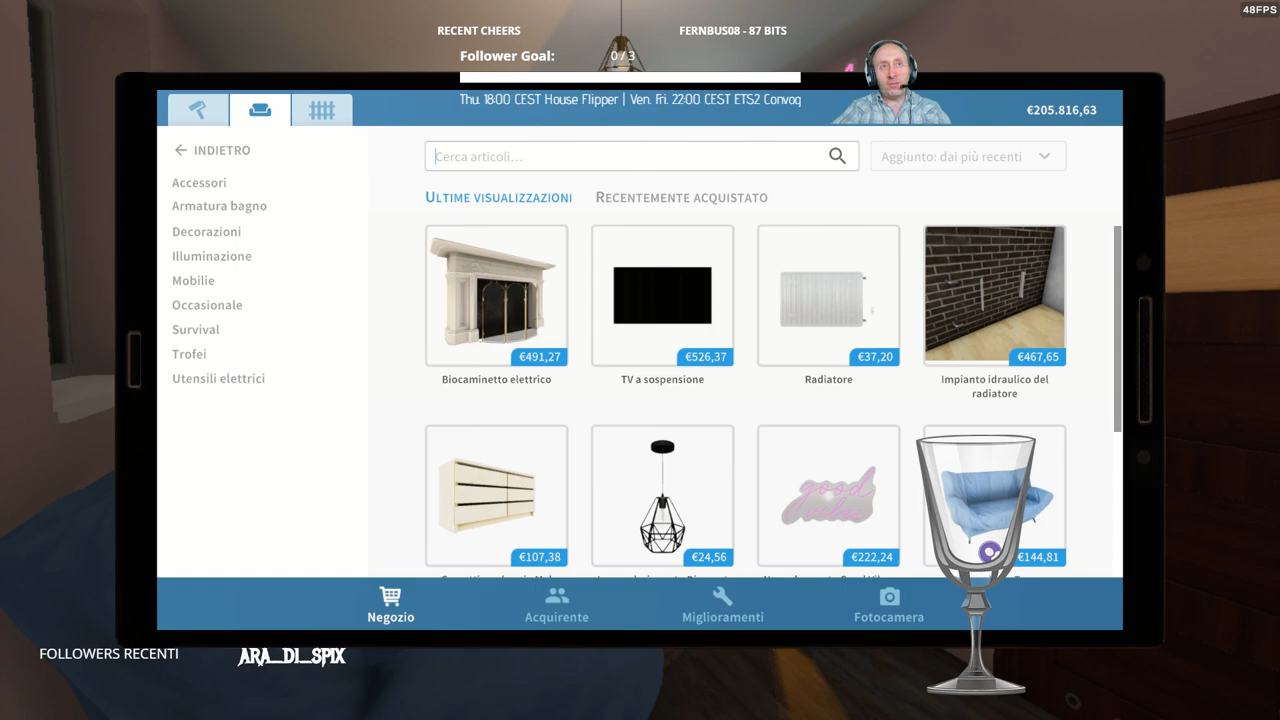 48FPS
RECENT CHEERS FERNBUS08 - 87 BITS
Follower Goal: 0 / 3
Thu. 18:00 CEST House Flipper | Ven. Fri. 22:00 CEST ETS2 Convoq
€205.816,63
INDIETRO
Cerca articoli...
Aggiunto: dai più recenti
Accessori
Armatura bagno
Decorazioni
Illuminazione
Mobilie
Occasionale
Survival
Trofei
Utensili elettrici
ULTIME VISUALIZZAZIONI RECENTEMENTE ACQUISTATO
€491,27 €526,37 €37,20 €467,65
Biocaminetto elettrico TV a sospensione Radiatore Impianto idraulico del
radiatore
good
vibes
€107,38 €24,56 €222,24 €144,81
Negozio Acquirente Miglioramenti Fotocamera
FOLLOWERS RECENTI ARA_DI_SPIX